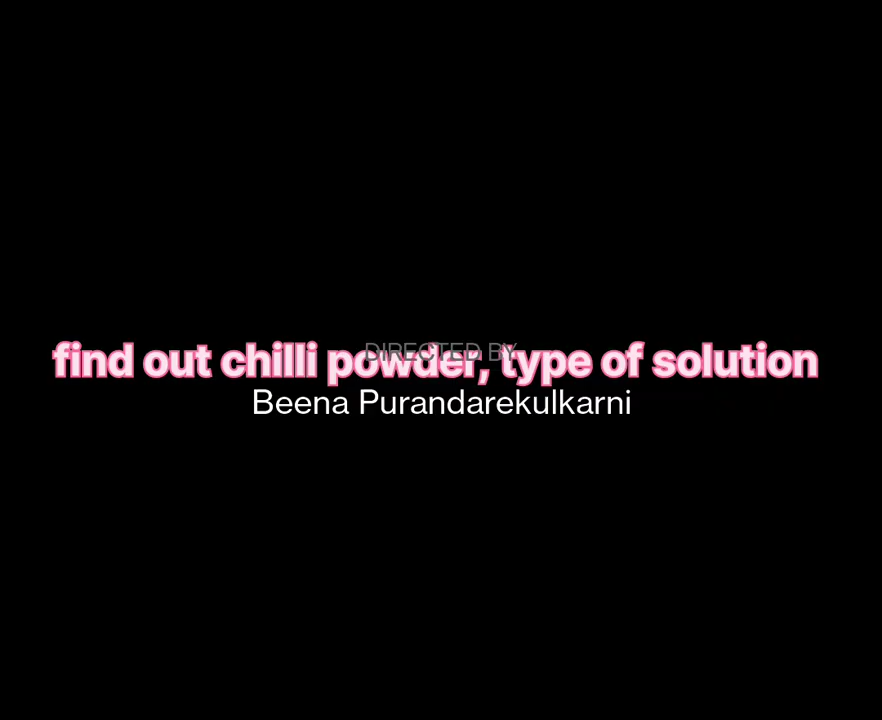 DIRECTED BY
find out chilli powder, type of solution
Beena Purandarekulkarni